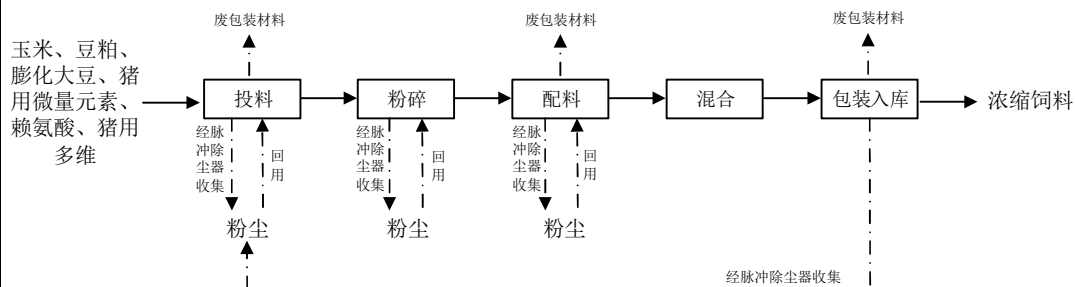 废包装材料
废包装材料
废包装材料
玉米、豆粕、
膨化大豆、猪
用微量元素、
赖氨酸、猪用
多维
投料
粉碎
配料
混合
包装入库
浓缩饲料
经脉
冲除
尘器
收集
回
用
经脉
冲除
尘器
收集
回
用
经脉
冲除
尘器
收集
回
用
粉尘
粉尘
粉尘
经脉冲除尘器收集